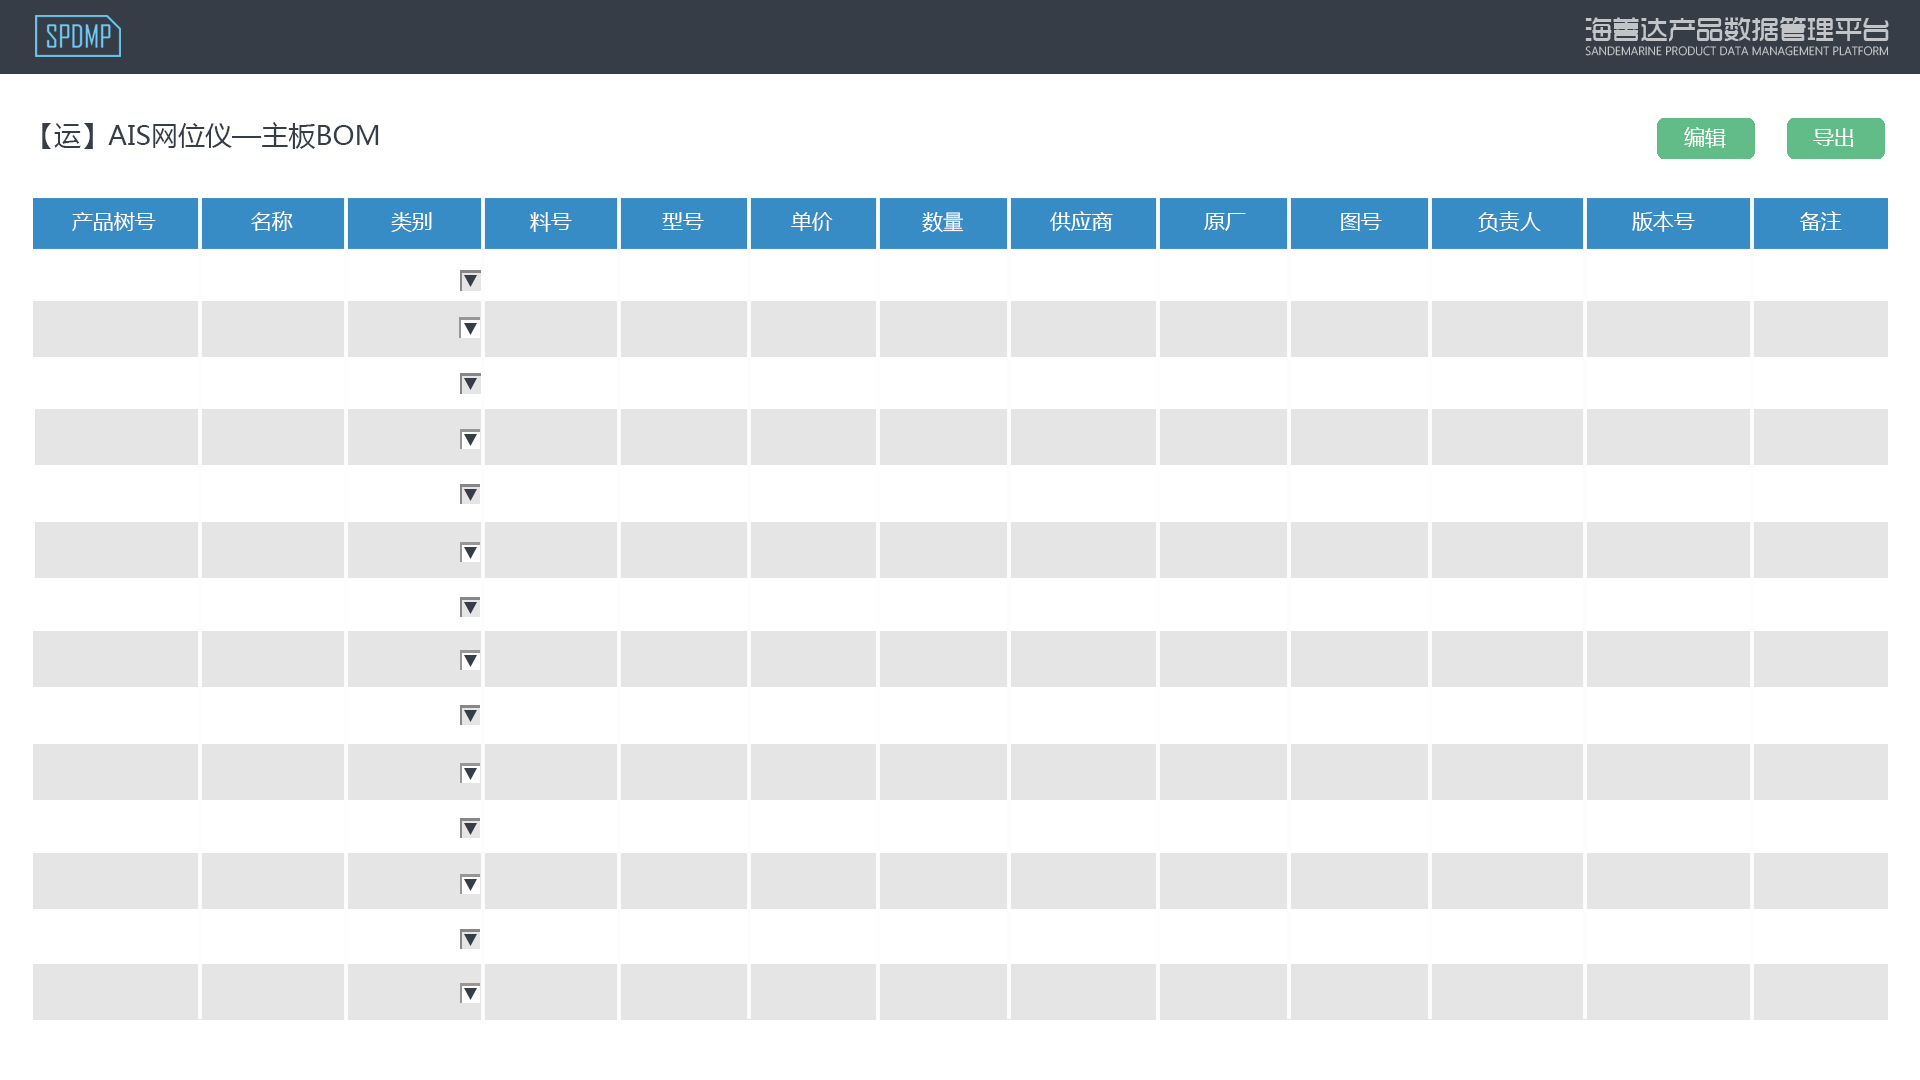 SPDMP
海善达产品数据管理平台
SANDEMARINE PRODUCT DATA MANAGEMENT PLATFORM
【运】AIS网位仪—主板BOM
编辑 导出
产品树号 名称 类别 料号 型号 单价 数量 供应商 原厂 图号 负责人 版本号 备注